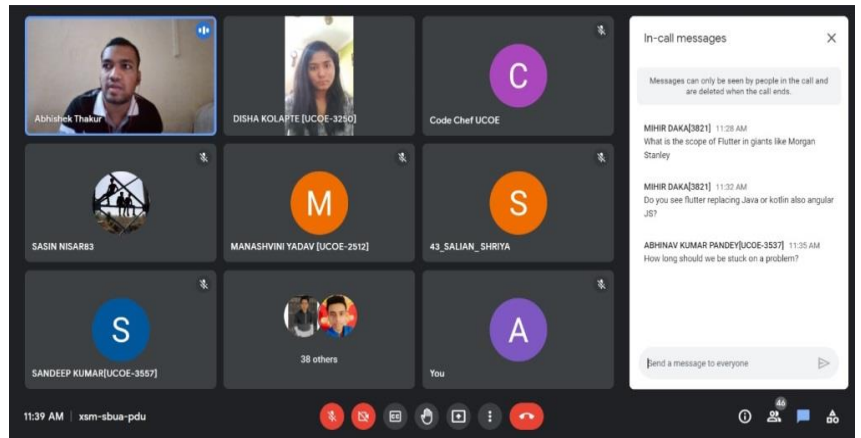 Abhishek Thakur
DISHA KOLAPTE [UCOE-3250]
C
Code Chef UCOE
SASIN NISAR83
M
MANASHVINI YADAV [UCOE-2512]
S
43_SALIAN_ SHRIYA
S
SANDEEP KUMAR[UCOE-3557]
38 others
A
You
In-call messages
Messages can only be seen by people in the call and
are deleted when the call ends.
MIHIR DAKA[3821] 11:28 AM
What is the scope of Flutter in giants like Morgan
Stanley
MIHIR DAKA[3821] 11:32 AM
Do you see flutter replacing Java or kotlin also angular
JS?
ABHINAV KUMAR PANDEY[UCOE-3537] 11:35 AM
How long should we be stuck on a problem?
Send a message to everyone
11:39 AM | xsm-sbua-pdu
CC
46